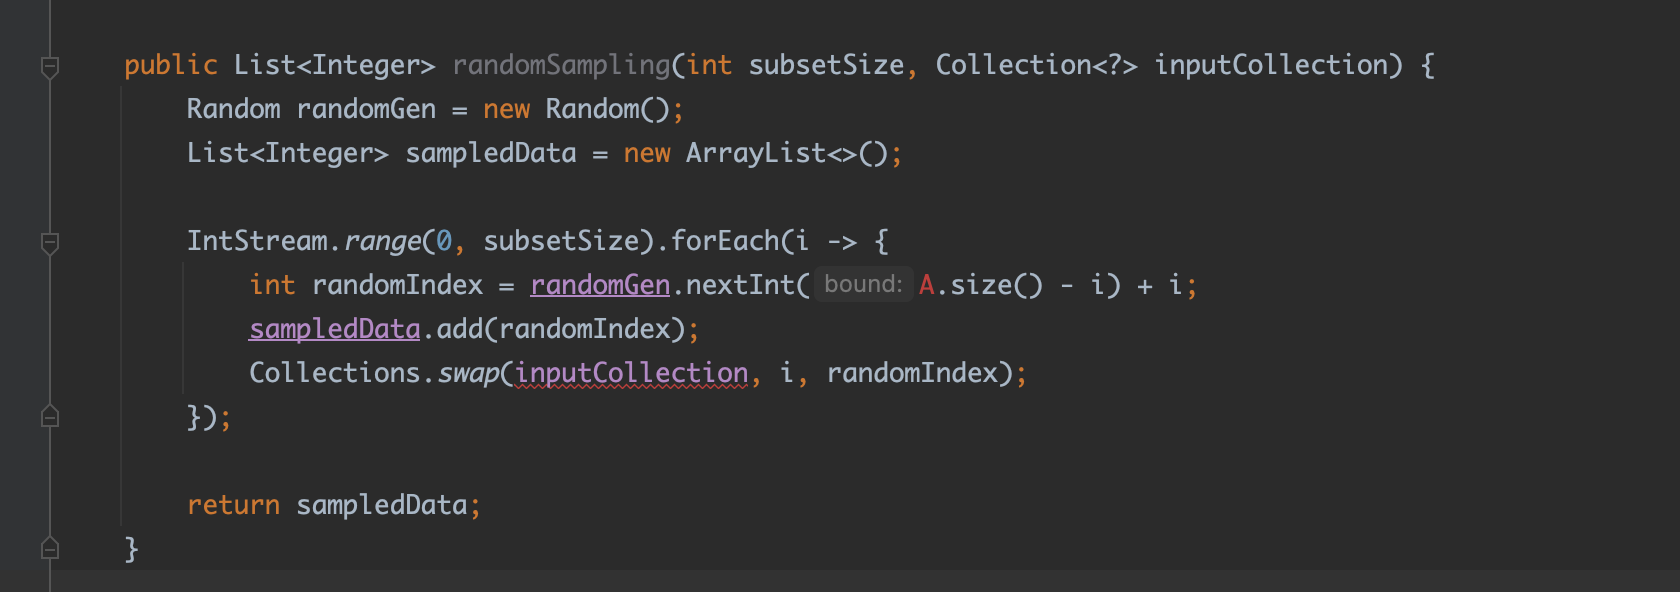 public List<Integer> randomSampling(int subsetSize, Collection<?> inputCollection) {
Random randomGen = new Random();
List<Integer> sampledData = new ArrayList<>();
IntStream.range(0, subsetSize).forEach(i -> {
int randomIndex = randomGen.nextInt( bound: A.size() - i) + i;
sampledData.add(randomIndex);
Collections.swap(inputCollection, i, randomIndex);
});
return sampledData;
}